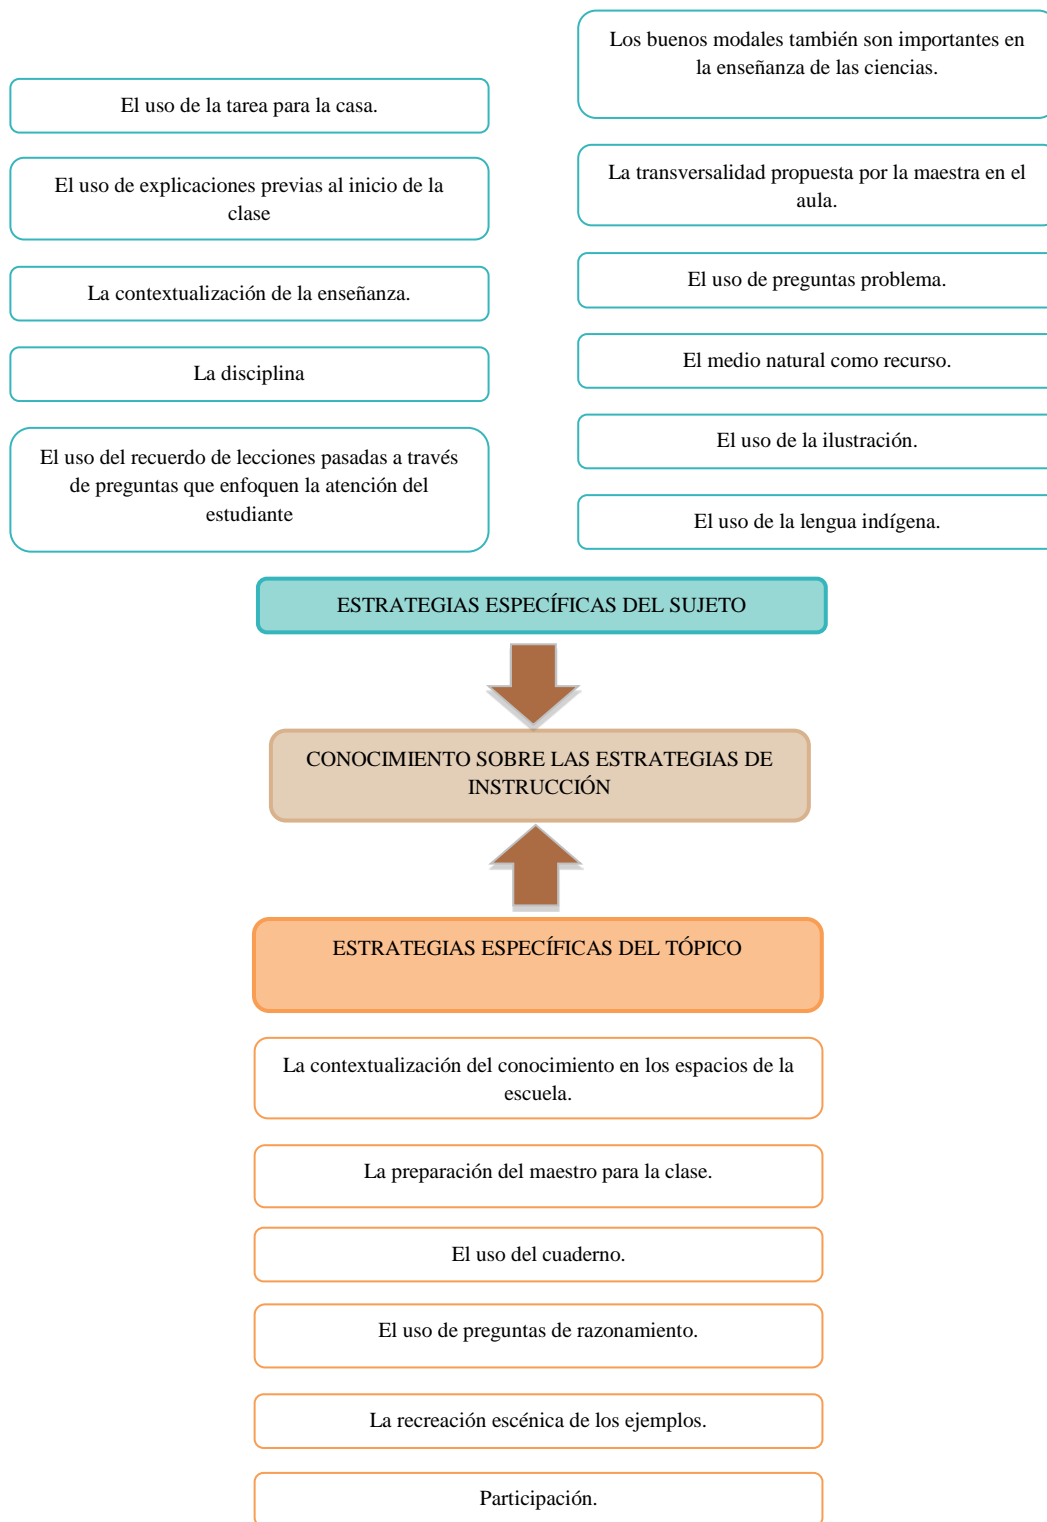 El uso de la tarea para la casa.
El uso de explicaciones previas al inicio de la
clase
La contextualización de la enseñanza.
La disciplina
El uso del recuerdo de lecciones pasadas a través
de preguntas que enfoquen la atención del
estudiante
Los buenos modales también son importantes en
la enseñanza de las ciencias.
La transversalidad propuesta por la maestra en el
aula.
El uso de preguntas problema.
El medio natural como recurso.
El uso de la ilustración.
El uso de la lengua indígena.
ESTRATEGIAS ESPECÍFICAS DEL SUJETO
CONOCIMIENTO SOBRE LAS ESTRATEGIAS DE
INSTRUCCIÓN
ESTRATEGIAS ESPECÍFICAS DEL TÓPICO
La contextualización del conocimiento en los espacios de la
escuela.
La preparación del maestro para la clase.
El uso del cuaderno.
El uso de preguntas de razonamiento.
La recreación escénica de los ejemplos.
Participación.